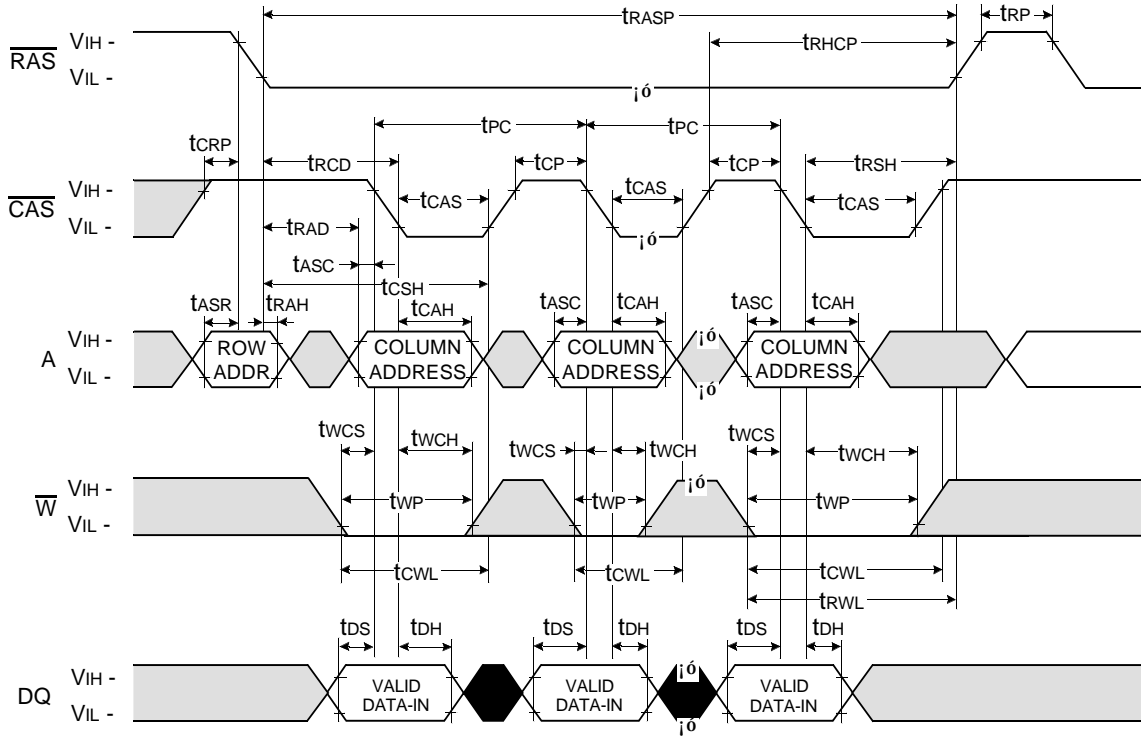 tRASP
tRP
tRHCP
RAS
VIH -
VIL -
¡ó
tCRP
tRCD
tPC
tPC
tCP
tCP
tRSH
CAS
VIH -
VIL -
tCAS
tCAS
tCAS
¡ó
tRAD
tASC
tCSH
tASR
tRAH
tCAH
tASC
tCAH
tASC
tCAH
A
VIH -
VIL -
ROW
ADDR
COLUMN
ADDRESS
COLUMN
ADDRESS
¡ó
¡ó
COLUMN
ADDRESS
tWCS
tWCH
tWCS
tWCH
tWCS
tWCH
W
VIH -
VIL -
tWP
tWP
¡ó
tWP
tCWL
tCWL
tCWL
tRWL
tDS
tDH
tDS
tDH
tDS
tDH
DQ
VIH -
VIL -
VALID
DATA-IN
VALID
DATA-IN
¡ó
¡ó
VALID
DATA-IN